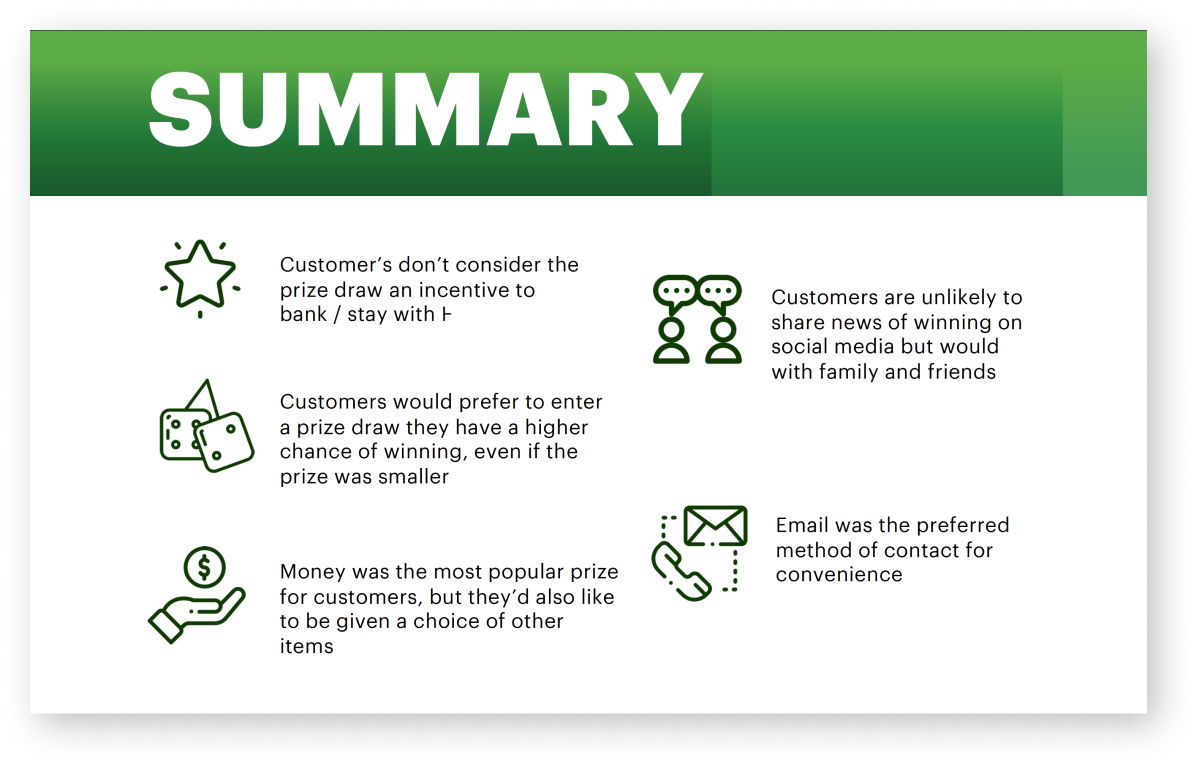 SUMMARY
Customer’s don’t consider the
prize draw an incentive to
bank / stay with
Customers would prefer to enter
a prize draw they have a higher
chance of winning, even if the
prize was smaller
Money was the most popular prize
for customers, but they’d also like
to be given a choice of other
items
Customers are unlikely to
share news of winning on
social media but would
with family and friends
Email was the preferred
method of contact for
convenience